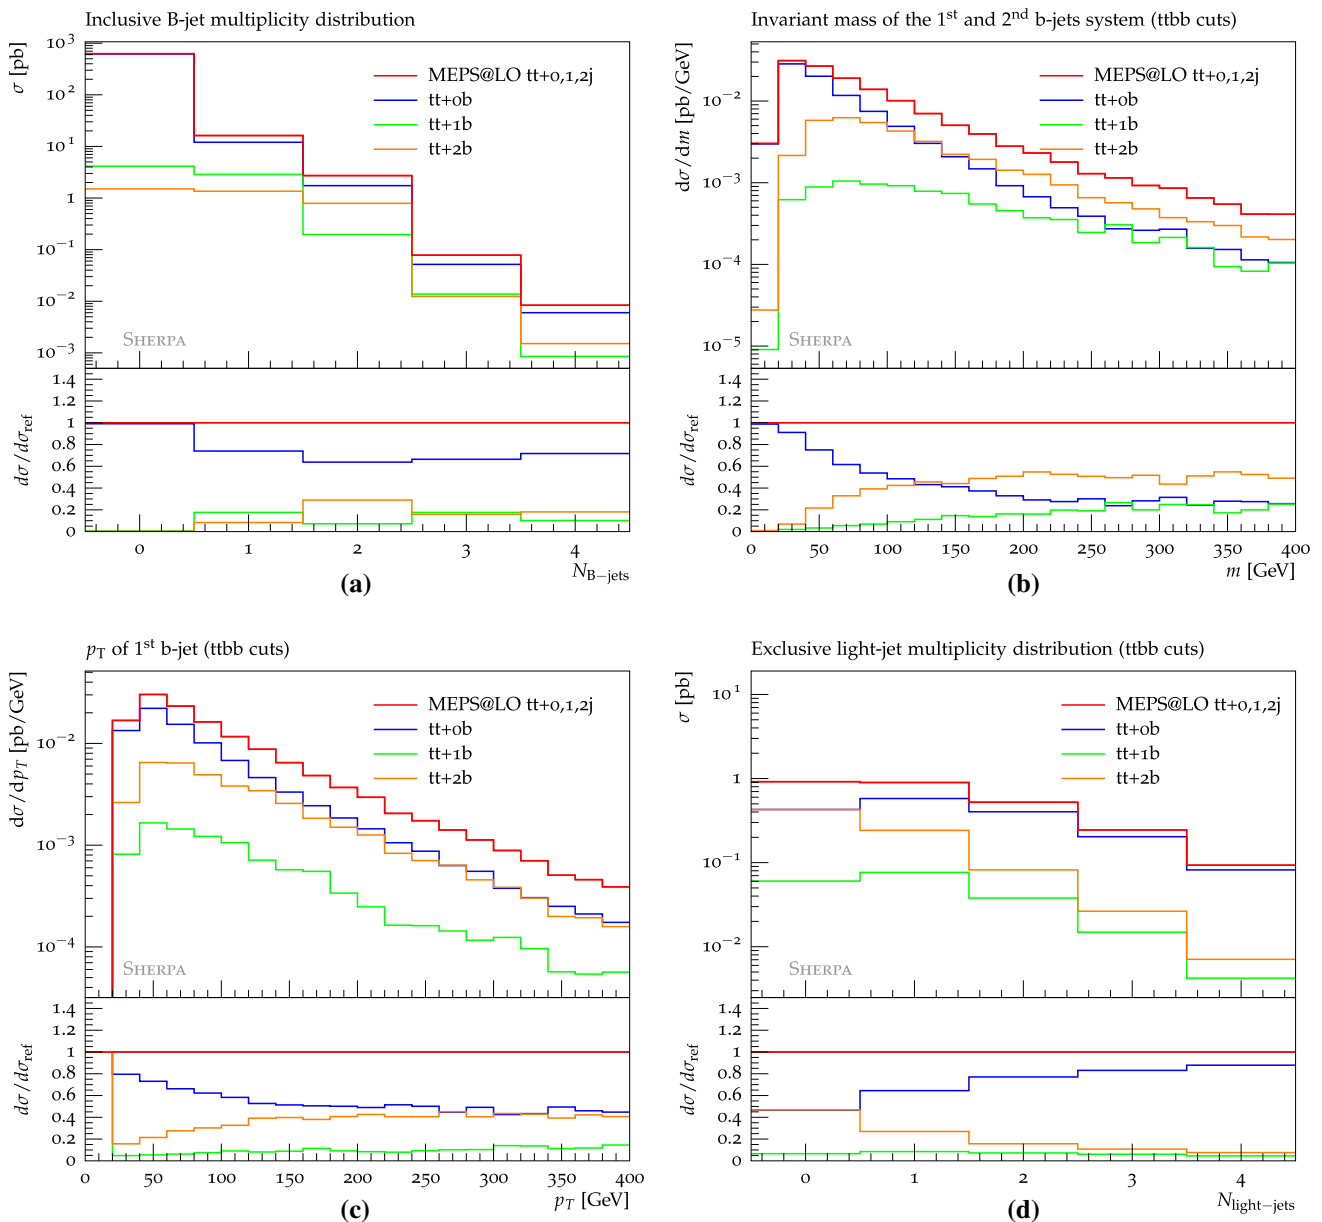 Inclusive B-jet multiplicity distribution
σ [pb]
10³
10²
10¹
1
10⁻¹
10⁻²
10⁻³
MEPS@LO tt+0,1,2j
tt+0b
tt+1b
tt+2b
SHERPA
dσ/dσref
1.4
1.2
1
0.8
0.6
0.4
0.2
0
0 1 2 3 4
N_B−jets
(a)
Invariant mass of the 1st and 2nd b-jets system (ttbb cuts)
dσ/dm [pb/GeV]
10⁻²
10⁻³
10⁻⁴
10⁻⁵
MEPS@LO tt+0,1,2j
tt+0b
tt+1b
tt+2b
SHERPA
dσ/dσref
1.4
1.2
1
0.8
0.6
0.4
0.2
0
0 50 100 150 200 250 300 350 400
m [GeV]
(b)
pT of 1st b-jet (ttbb cuts)
dσ/dpT [pb/GeV]
10⁻²
10⁻³
10⁻⁴
MEPS@LO tt+0,1,2j
tt+0b
tt+1b
tt+2b
SHERPA
dσ/dσref
1.4
1.2
1
0.8
0.6
0.4
0.2
0
0 50 100 150 200 250 300 350 400
pT [GeV]
(c)
Exclusive light-jet multiplicity distribution (ttbb cuts)
σ [pb]
10¹
1
10⁻¹
10⁻²
MEPS@LO tt+0,1,2j
tt+0b
tt+1b
tt+2b
SHERPA
dσ/dσref
1.4
1.2
1
0.8
0.6
0.4
0.2
0
0 1 2 3 4
N_light−jets
(d)